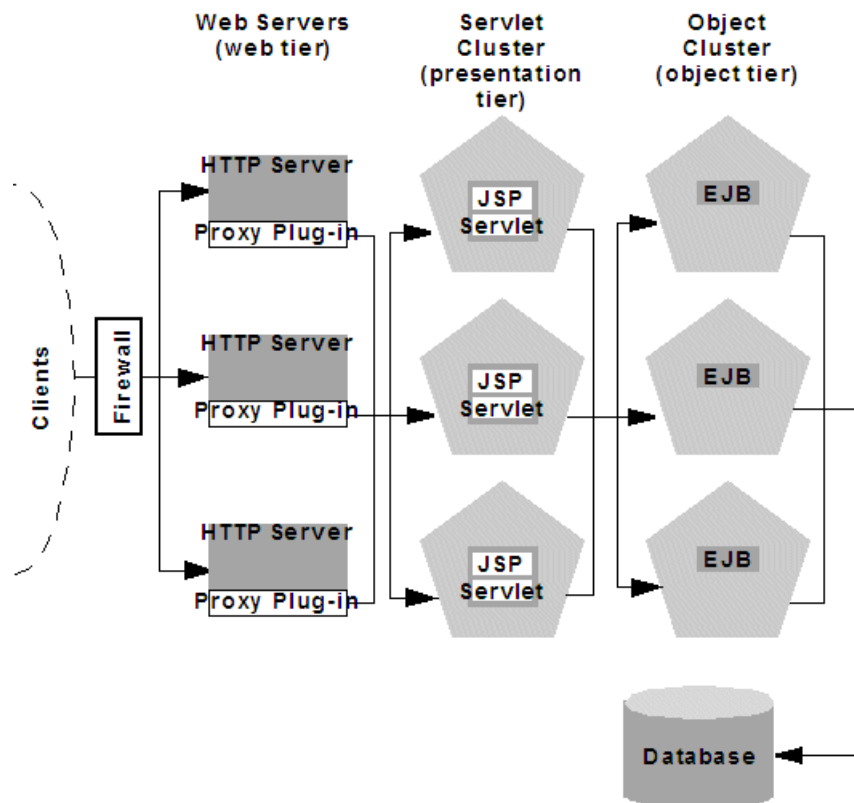 Web Servers
(web tier)
Servlet
Cluster
(presentation
tier)
Object
Cluster
(object tier)
Clients
Firewall
HTTP Server
Proxy Plug-in
JSP
Servlet
EJB
HTTP Server
Proxy Plug-in
JSP
Servlet
EJB
HTTP Server
Proxy Plug-in
JSP
Servlet
EJB
Database